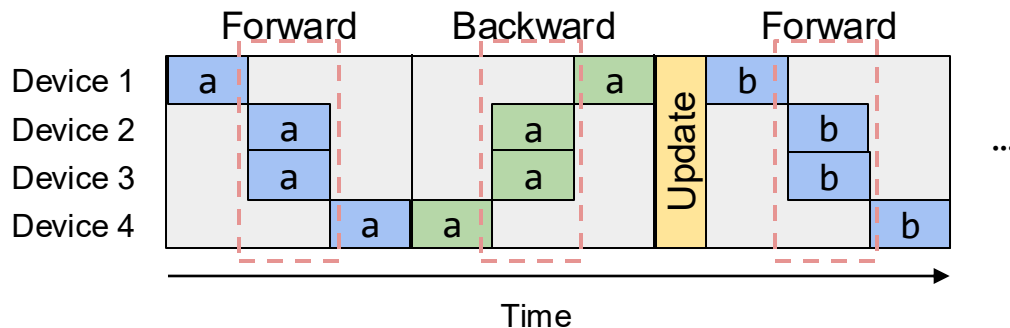 Forward Backward Forward
Device 1 a a b
Device 2 a a b
Device 3 a a b
Device 4 a a b
Update
...
Time